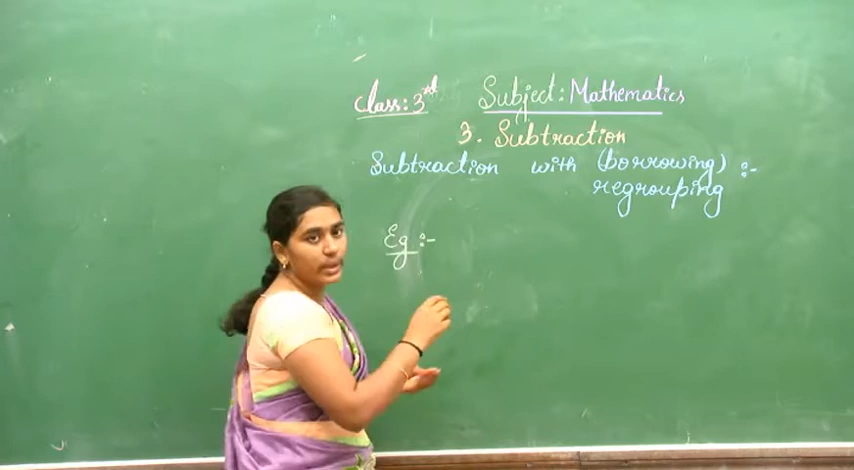 Class: 3rd Subject: Mathematics
3. Subtraction
Subtraction with (borrowing) :-
regrouping
Eg :-